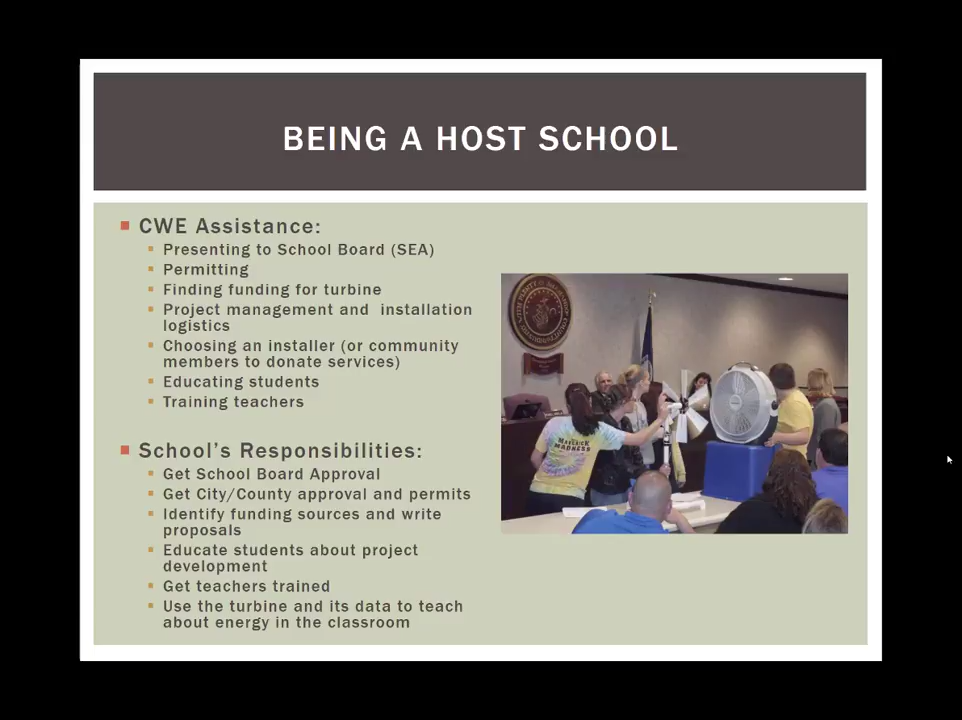 BEING A HOST SCHOOL
CWE Assistance:
Presenting to School Board (SEA)
Permitting
Finding funding for turbine
Project management and installation
logistics
Choosing an installer (or community
members to donate services)
Educating students
Training teachers
School's Responsibilities:
Get School Board Approval
Get City/County approval and permits
Identify funding sources and write
proposals
Educate students about project
development
Get teachers trained
Use the turbine and its data to teach
about energy in the classroom
MAVERICK
MADNESS